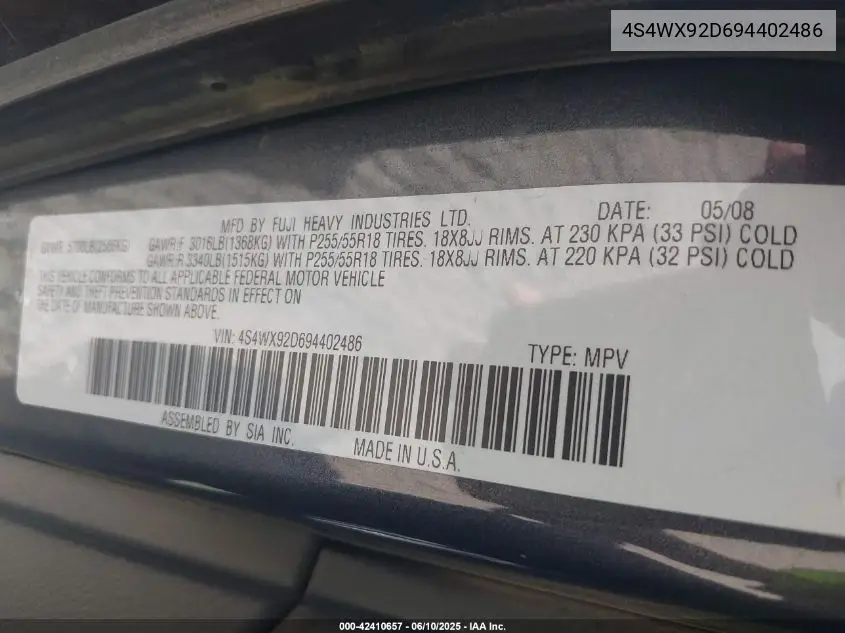 4S4WX92D694402486
MFD BY FUJI HEAVY INDUSTRIES LTD. DATE: 05/08
GAWR:F 3016LB(1368KG) WITH P255/55R18 TIRES. 18X8JJ RIMS. AT 230 KPA (33 PSI) COLD
GAWR:R 3340LB(1515KG) WITH P255/55R18 TIRES. 18X8JJ RIMS. AT 220 KPA (32 PSI) COLD
THIS VEHICLE CONFORMS TO ALL APPLICABLE FEDERAL MOTOR VEHICLE
SAFETY AND THEFT PREVENTION STANDARDS IN EFFECT ON
THE DATE OF MANUFACTURE SHOWN ABOVE.
VIN: 4S4WX92D694402486 TYPE: MPV
ASSEMBLED BY SIA INC. MADE IN U.S.A.
000-42410657 - 06/10/2025 - IAA Inc.